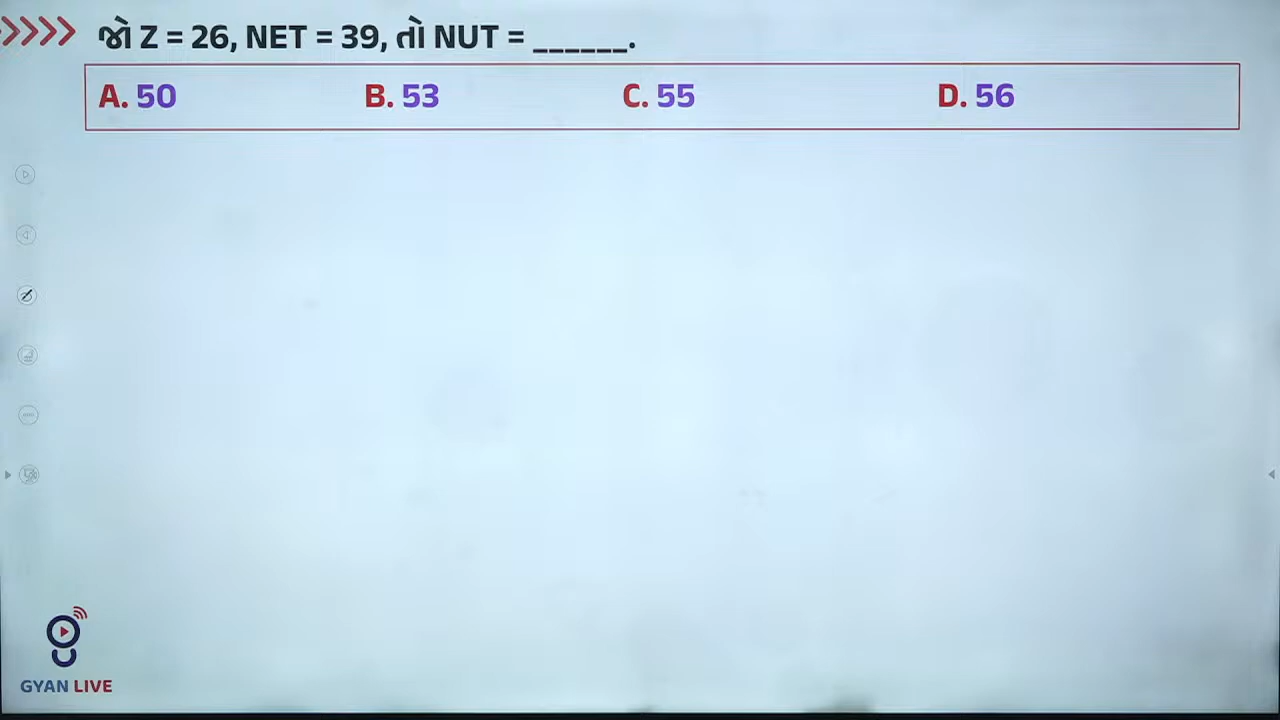 જો Z = 26, NET = 39, તો NUT = ______.
A. 50 B. 53 C. 55 D. 56
GYAN LIVE